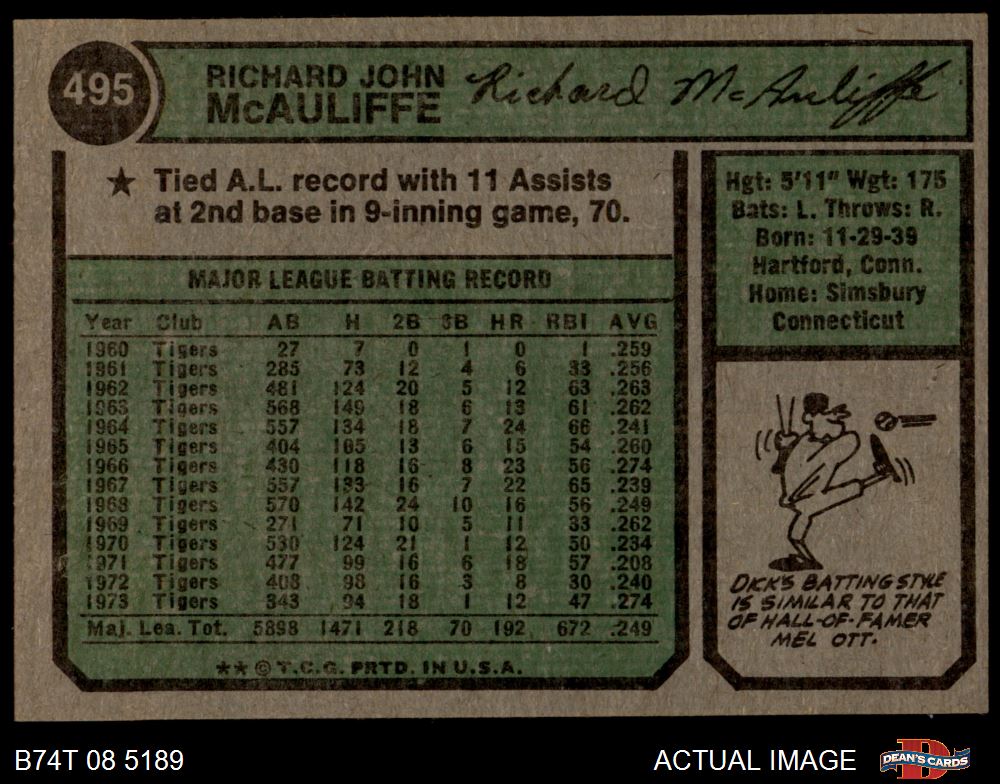 495
RICHARD JOHN
McAULIFFE
Richard McAuliffe
★ Tied A.L. record with 11 Assists
at 2nd base in 9-inning game, 70.
MAJOR LEAGUE BATTING RECORD
Year Club AB H 2B 3B HR RBI AVG
1960 Tigers 27 7 0 1 0 1 .259
1961 Tigers 285 73 12 4 6 33 .256
1962 Tigers 481 124 20 5 12 63 .263
1963 Tigers 568 149 18 6 13 61 .262
1964 Tigers 557 134 18 7 24 66 .241
1965 Tigers 404 105 13 6 15 54 .260
1966 Tigers 430 118 16 8 23 56 .274
1967 Tigers 557 133 16 7 22 65 .239
1968 Tigers 570 142 24 10 16 56 .249
1969 Tigers 271 71 10 5 11 33 .262
1970 Tigers 530 124 21 1 12 50 .234
1971 Tigers 477 99 16 6 18 57 .208
1972 Tigers 408 98 16 3 8 30 .240
1973 Tigers 343 94 18 1 12 47 .274
Maj. Lea. Tot. 5898 1471 218 70 192 672 .249
★★ © T.C.G. PRTD. IN U.S.A.
Hgt: 5'11" Wgt: 175
Bats: L. Throws: R.
Born: 11-29-39
Hartford, Conn.
Home: Simsbury
Connecticut
DICK'S BATTING STYLE
IS SIMILAR TO THAT
OF HALL-OF-FAMER
MEL OTT.
B74T 08 5189
ACTUAL IMAGE
D
DEAN'S CARDS